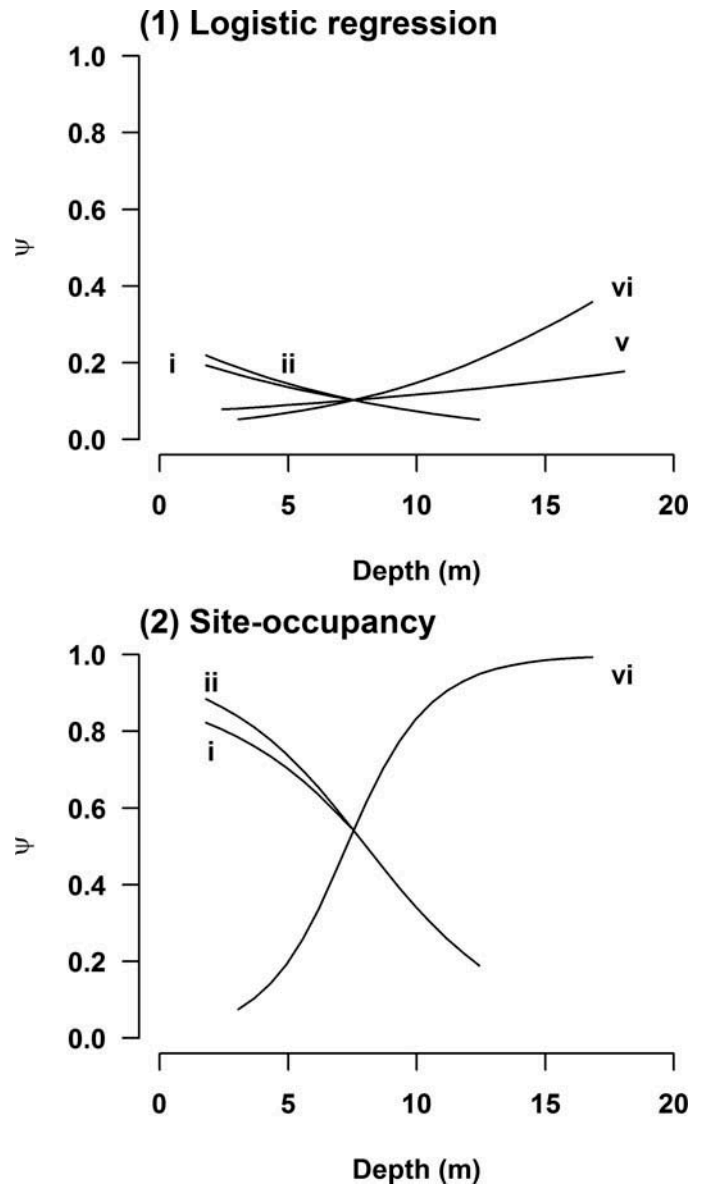 (1) Logistic regression
1.0
0.8
0.6
ψ
0.4
vi
v
i
ii
0.2
0.0
0 5 10 15 20
Depth (m)
(2) Site-occupancy
1.0
ii
vi
0.8
i
0.6
ψ
0.4
0.2
0.0
0 5 10 15 20
Depth (m)